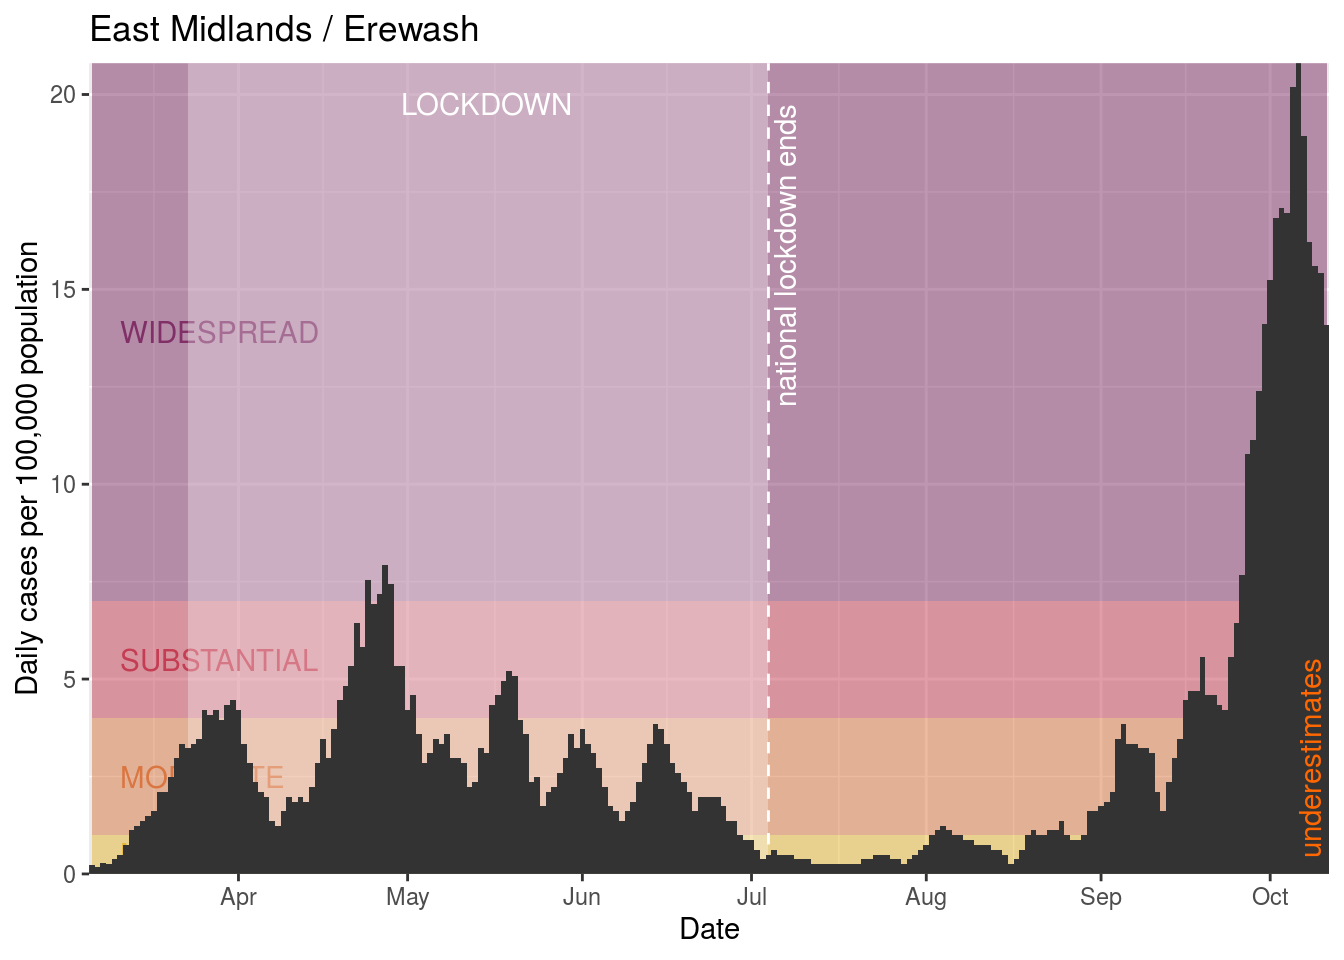 East Midlands / Erewash
Daily cases per 100,000 population
20
15
10
5
0
LOCKDOWN
national lockdown ends
WIDESPREAD
SUBSTANTIAL
underestimates
Apr
May
Jun
Jul
Aug
Sep
Oct
Date